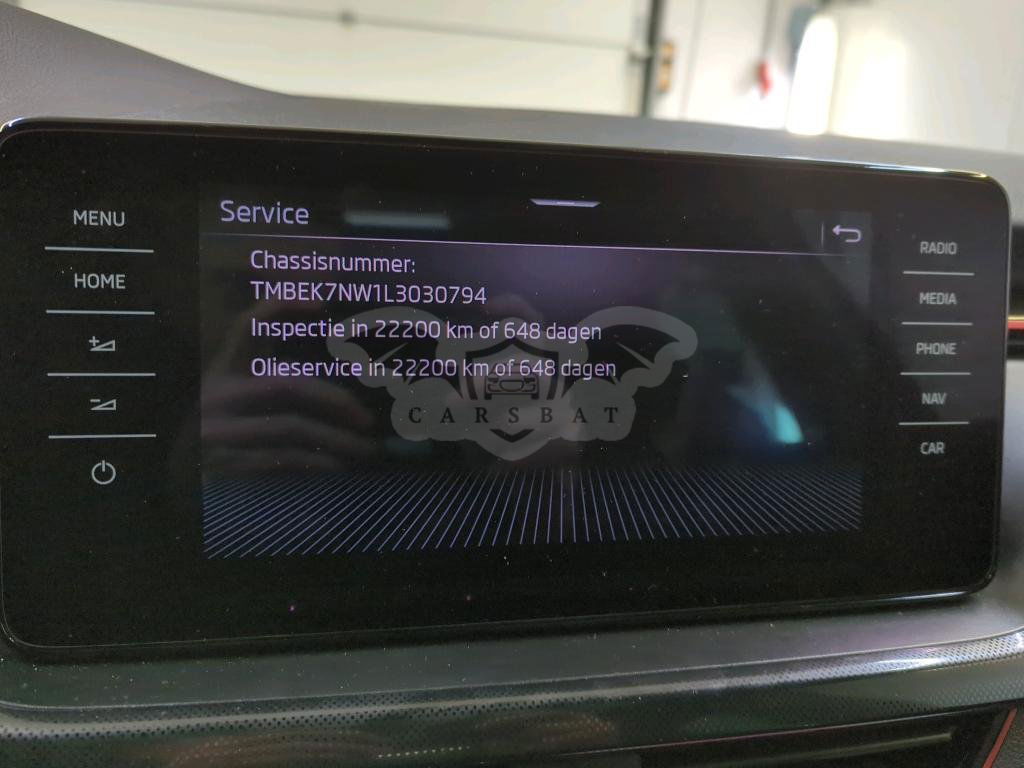 MENU
HOME
Service
Chassisnummer:
TMBEK7NW1L3030794
Inspectie in 22200 km of 648 dagen
Olieservice in 22200 km of 648 dagen
CARSBAT
RADIO
MEDIA
PHONE
NAV
CAR